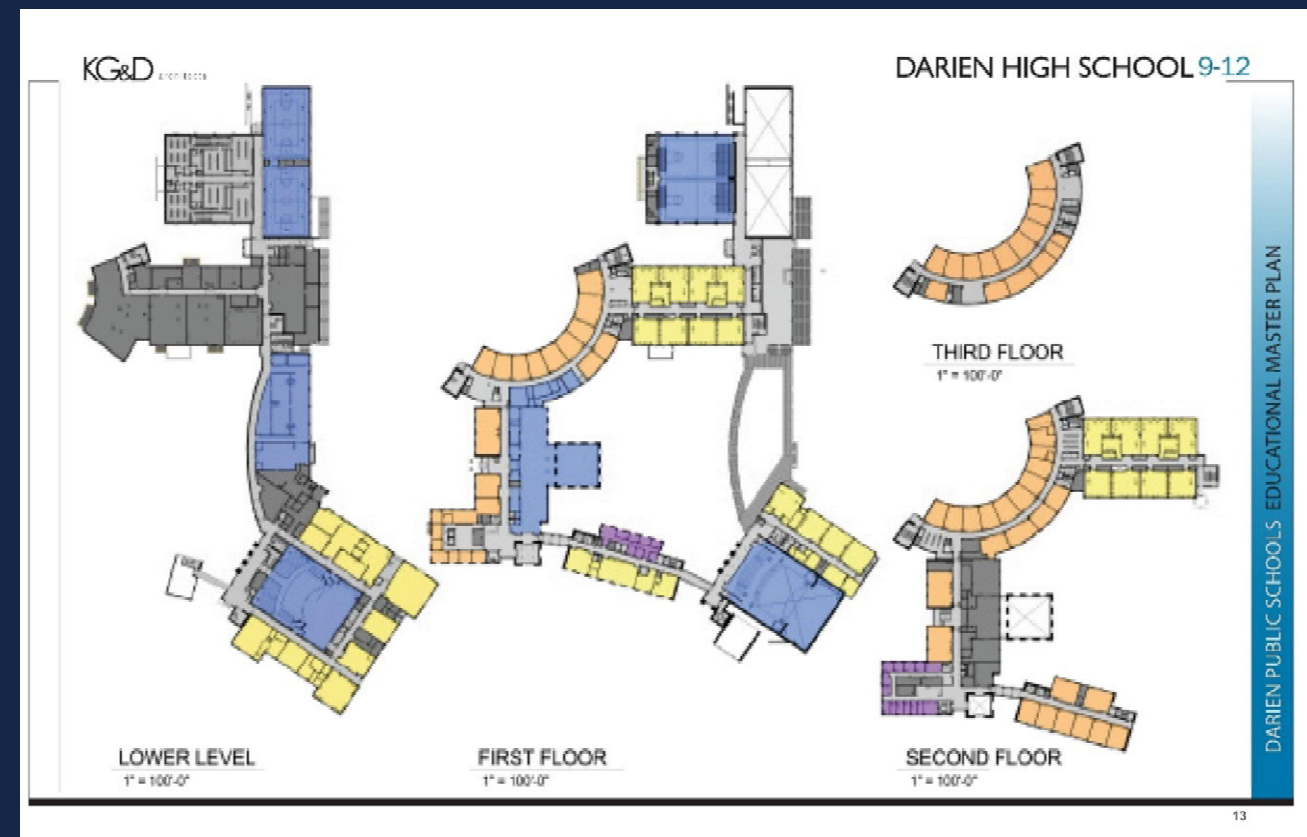 KG&D architects
DARIEN HIGH SCHOOL 9-12
THIRD FLOOR
1" = 100'-0"
LOWER LEVEL
1" = 100'-0"
FIRST FLOOR
1" = 100'-0"
SECOND FLOOR
1" = 100'-0"
DARIEN PUBLIC SCHOOLS EDUCATIONAL MASTER PLAN
13